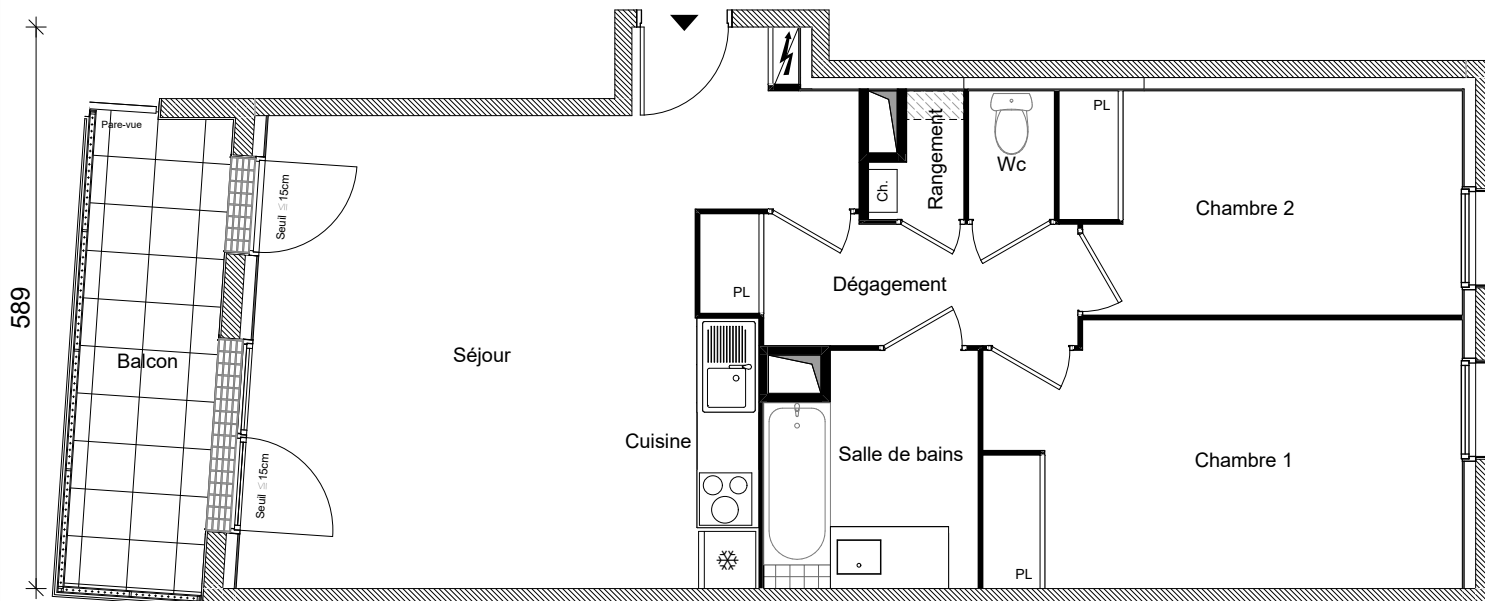 Pare-vue
PL
Rangement
Wc
Ch.
Seuil ≤ 15cm
Chambre 2
Dégagement
PL
589
Balcon
Séjour
Cuisine
Salle de bains
Chambre 1
Seuil ≤ 15cm
PL